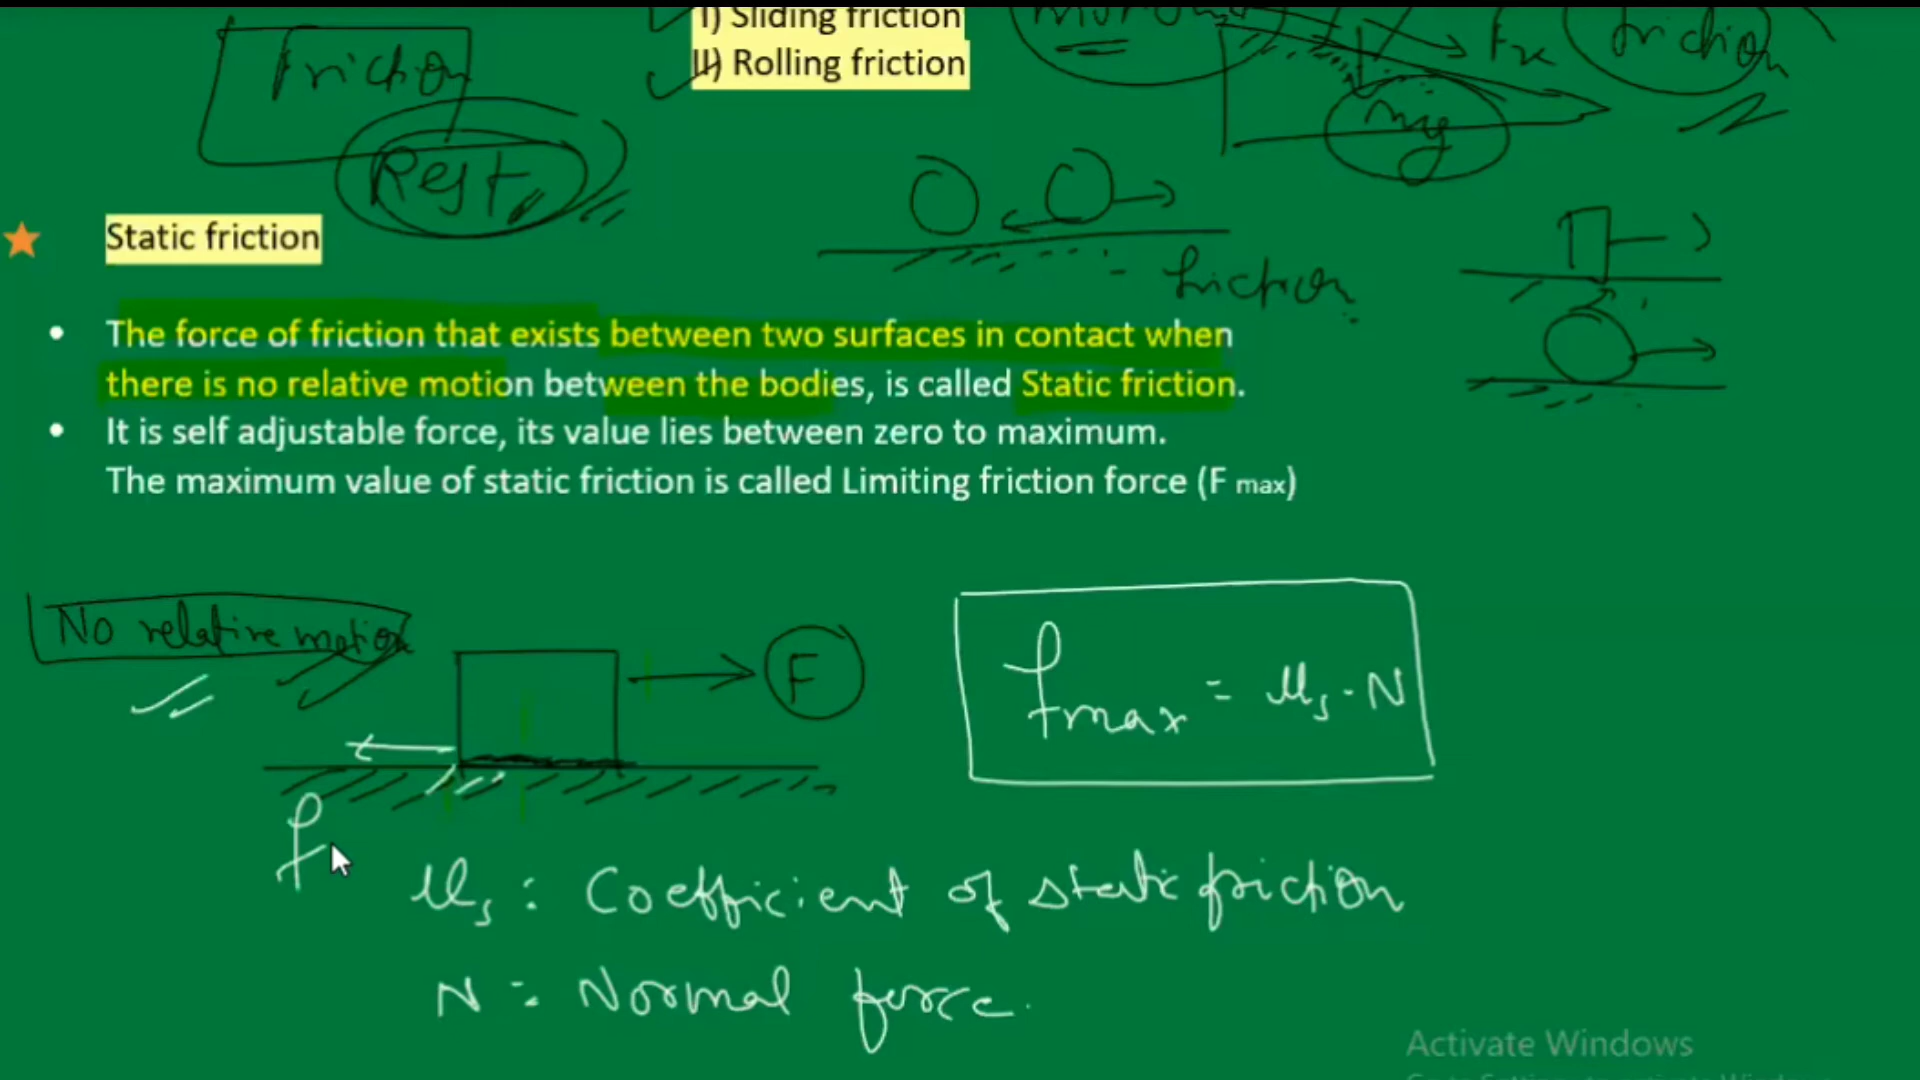 I) Sliding friction
II) Rolling friction
Friction
Rest
Fx
friction
mg
Static friction
friction
• The force of friction that exists between two surfaces in contact when
there is no relative motion between the bodies, is called Static friction.
• It is self adjustable force, its value lies between zero to maximum.
The maximum value of static friction is called Limiting friction force (F max)
No relative motion
F
fmax = μs · N
f
μs : Coefficient of static friction
N : Normal force.
Activate Windows